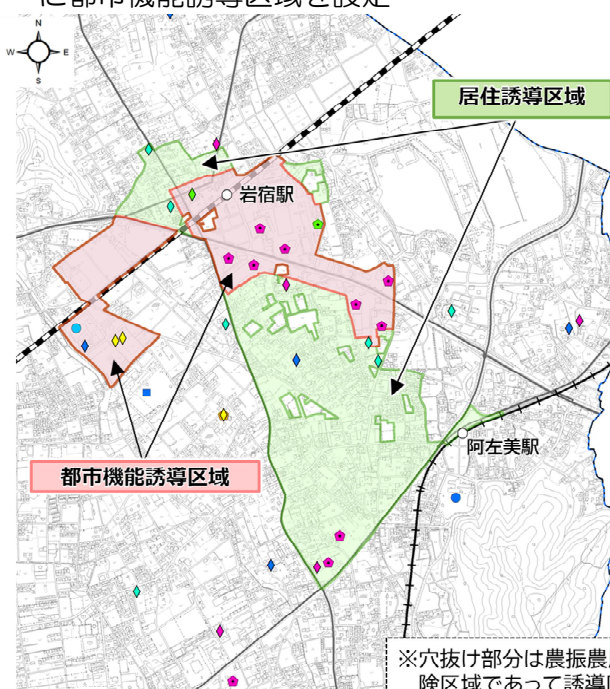 に都市機能誘導区域を設定
N
W
E
S
居住誘導区域
岩宿駅
阿左美駅
都市機能誘導区域
※穴抜け部分は農振農
険区域であって誘導